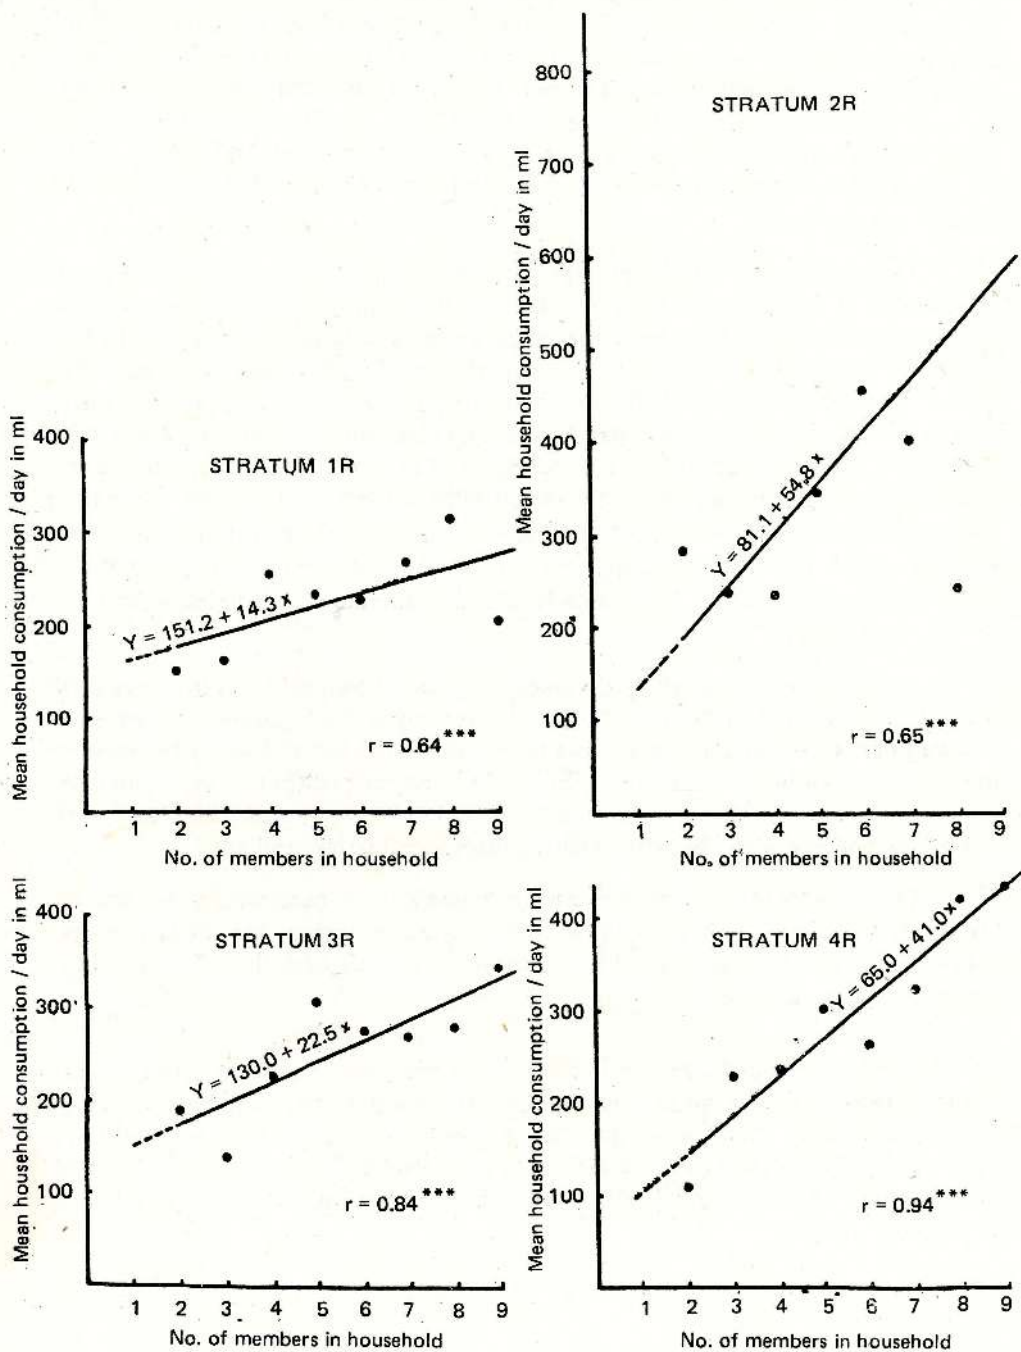 STRATUM 1R
Mean household consumption / day in ml
400
300
200
100
Y = 151.2 + 14.3 x
r = 0.64***
1 2 3 4 5 6 7 8 9
No. of members in household
STRATUM 2R
Mean household consumption / day in ml
800
700
600
500
400
300
200
100
Y = 81.1 + 54.8 x
r = 0.65***
1 2 3 4 5 6 7 8 9
No. of members in household
STRATUM 3R
Mean household consumption / day in ml
400
300
200
100
Y = 130.0 + 22.5 x
r = 0.84***
1 2 3 4 5 6 7 8 9
No. of members in household
STRATUM 4R
Mean household consumption / day in ml
400
300
200
100
Y = 65.0 + 41.0 x
r = 0.94***
1 2 3 4 5 6 7 8 9
No. of members in household